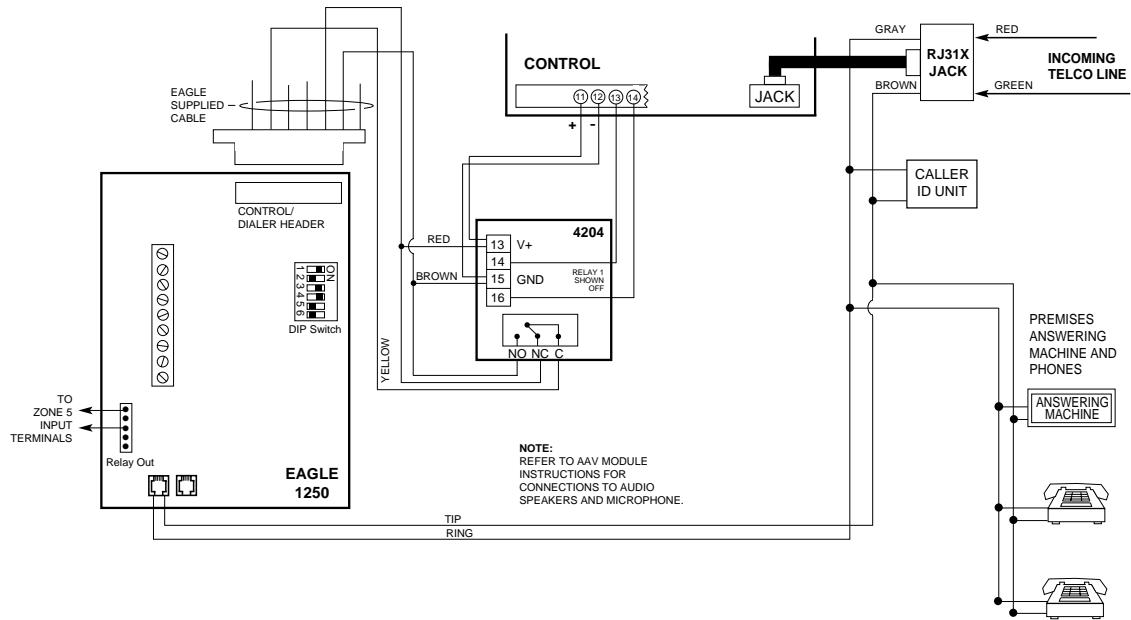 GRAY
RED
RJ31X
JACK
INCOMING
TELCO LINE
BROWN
GREEN
CONTROL
11 12 13 14
+ -
JACK
EAGLE
SUPPLIED
CABLE
CALLER
ID UNIT
CONTROL/
DIALER HEADER
ON
1 2 3 4 5 6
DIP Switch
4204
RED
13 V+
14
BROWN
15 GND
16
RELAY 1
SHOWN
OFF
NO NC C
YELLOW
PREMISES
ANSWERING
MACHINE AND
PHONES
ANSWERING
MACHINE
TO
ZONE 5
INPUT
TERMINALS
Relay Out
EAGLE
1250
NOTE:
REFER TO AAV MODULE
INSTRUCTIONS FOR
CONNECTIONS TO AUDIO
SPEAKERS AND MICROPHONE.
TIP
RING